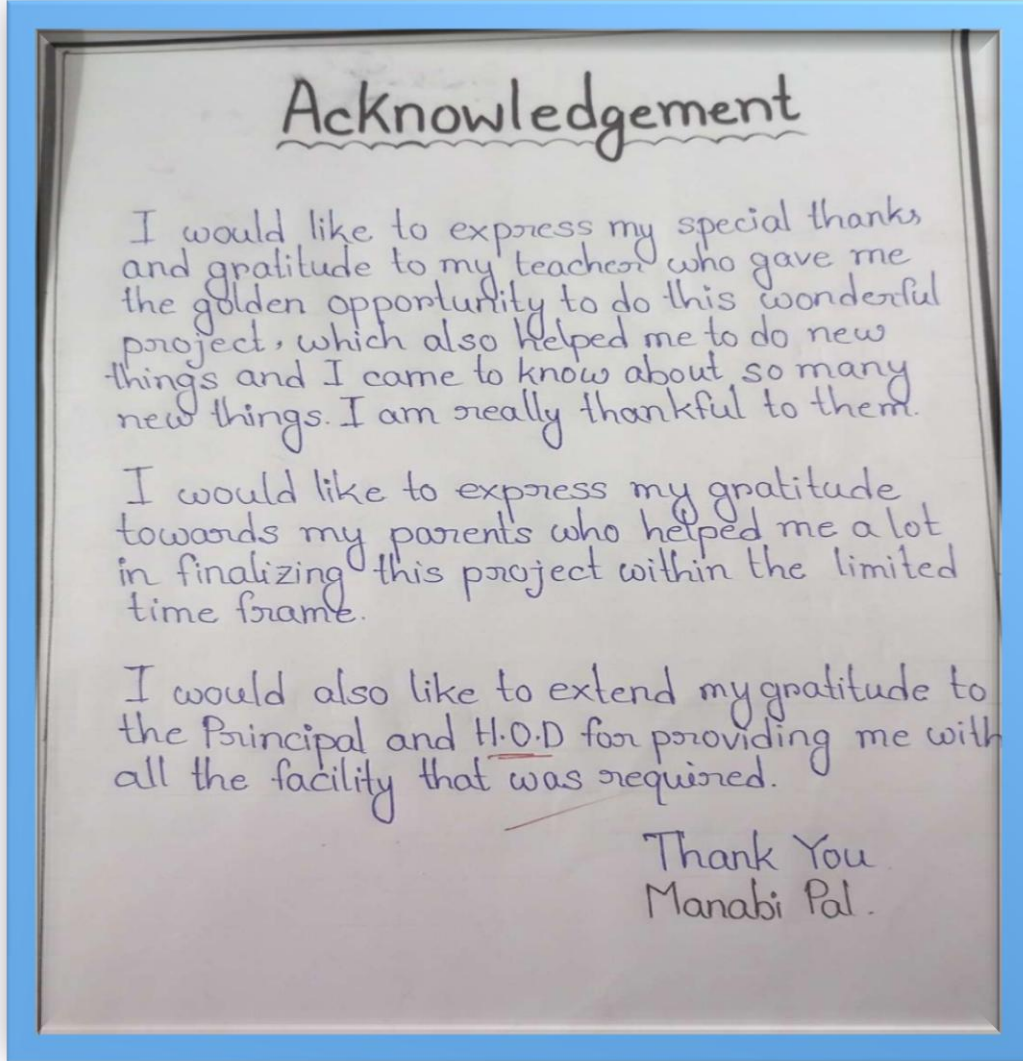 Acknowledgement
I would like to express my special thanks
and gratitude to my teacher who gave me
the golden opportunity to do this wonderful
project, which also helped me to do new
things and I came to know about so many
new things. I am really thankful to them.
I would like to express my gratitude
towards my parents who helped me a lot
in finalizing this project within the limited
time frame.
I would also like to extend my gratitude to
the Principal and H.O.D for providing me with
all the facility that was required.
Thank You
Manabi Pal.